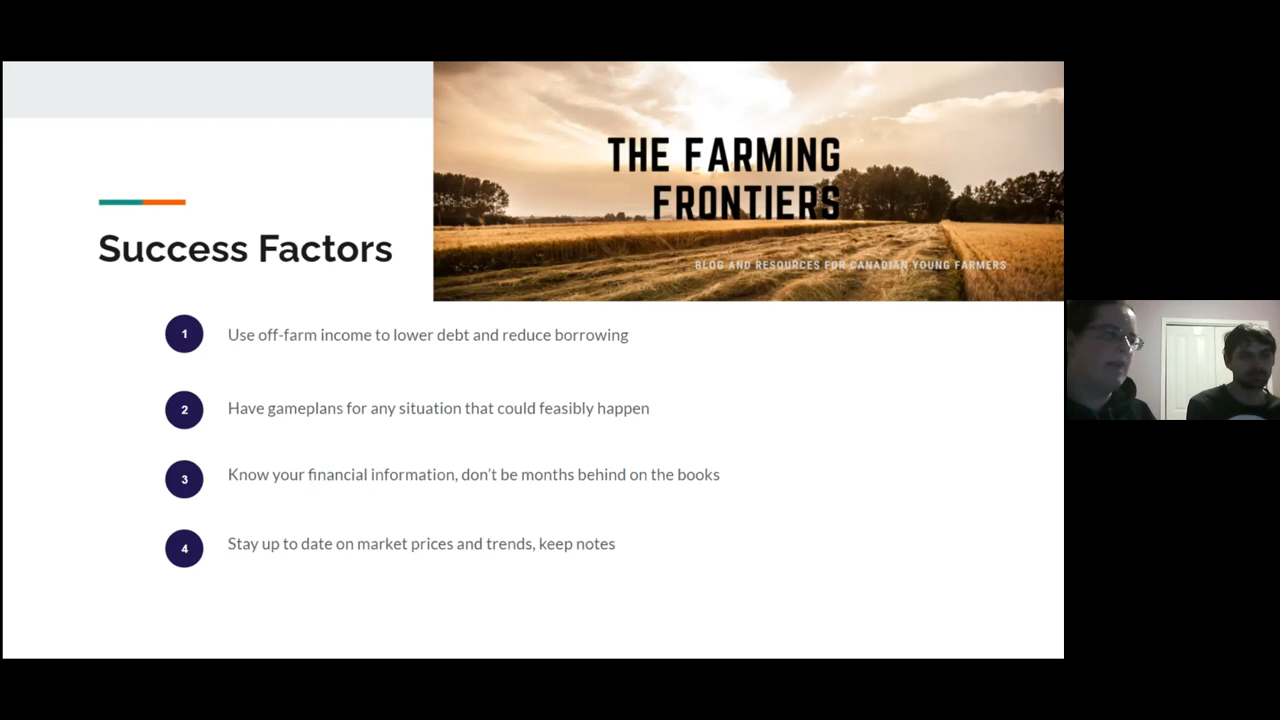 THE FARMING
FRONTIERS
BLOG AND RESOURCES FOR CANADIAN YOUNG FARMERS
Success Factors
1 Use off-farm income to lower debt and reduce borrowing
2 Have gameplans for any situation that could feasibly happen
3 Know your financial information, don't be months behind on the books
4 Stay up to date on market prices and trends, keep notes